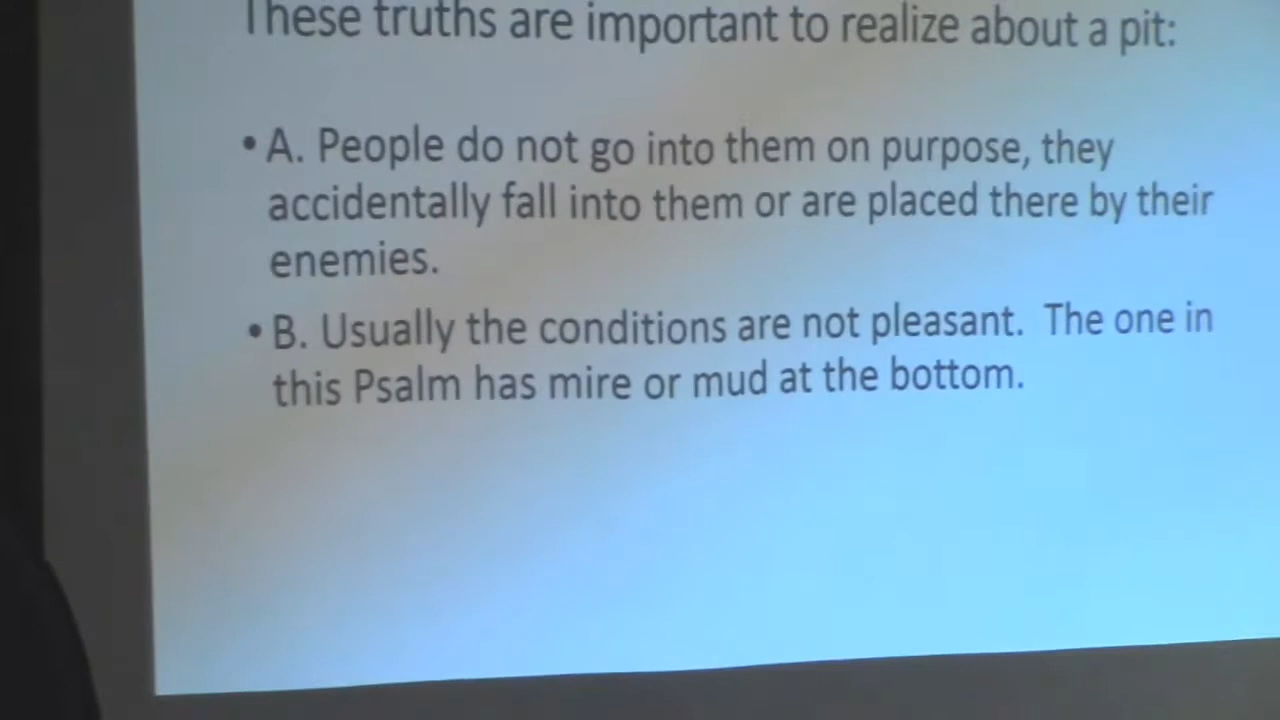 These truths are important to realize about a pit:
• A. People do not go into them on purpose, they
accidentally fall into them or are placed there by their
enemies.
• B. Usually the conditions are not pleasant.  The one in
this Psalm has mire or mud at the bottom.